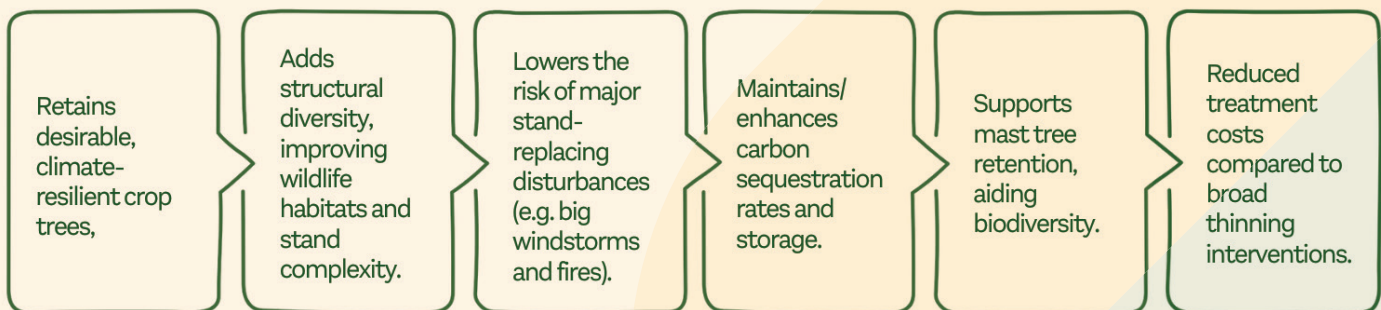 Retains
desirable,
climate-
resilient crop
trees,
Adds
structural
diversity,
improving
wildlife
habitats and
stand
complexity.
Lowers the
risk of major
stand-
replacing
disturbances
(e.g. big
windstorms
and fires).
Maintains/
enhances
carbon
sequestration
rates and
storage.
Supports
mast tree
retention,
aiding
biodiversity.
Reduced
treatment
costs
compared to
broad
thinning
interventions.